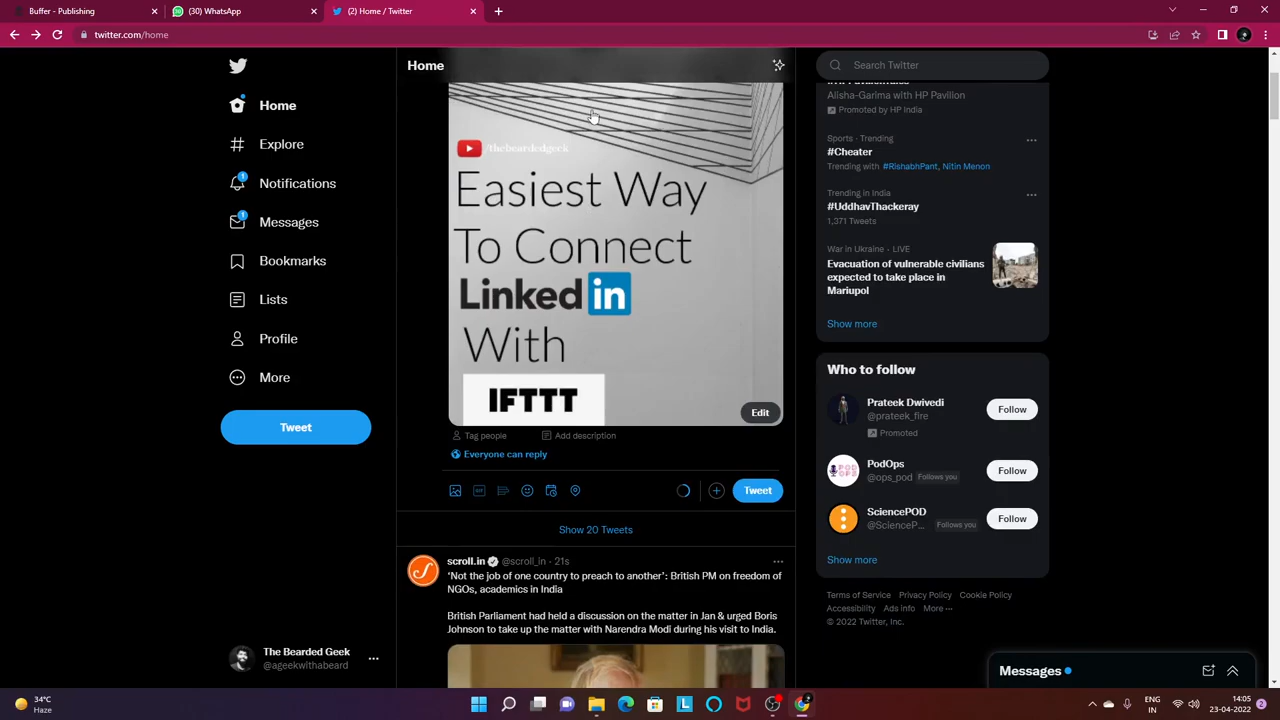 Buffer - Publishing
(30) WhatsApp
(2) Home / Twitter
twitter.com/home
Home
Explore
Notifications
1
Messages
1
Bookmarks
Lists
Profile
More
Tweet
The Bearded Geek
@ageekwithabeard
Home
/thebeardedgeek
Easiest Way
To Connect
Linked in
With
IFTTT
Edit
Tag people
Add description
Everyone can reply
GIF
Tweet
Show 20 Tweets
scroll.in @scroll_in · 21s
‘Not the job of one country to preach to another’: British PM on freedom of
NGOs, academics in India
British Parliament had held a discussion on the matter in Jan & urged Boris
Johnson to take up the matter with Narendra Modi during his visit to India.
Search Twitter
Alisha-Garima with HP Pavilion
Promoted by HP India
Sports · Trending
#Cheater
Trending with #RishabhPant, Nitin Menon
Trending in India
#UddhavThackeray
1,371 Tweets
War in Ukraine · LIVE
Evacuation of vulnerable civilians
expected to take place in
Mariupol
Show more
Who to follow
Prateek Dwivedi
@prateek_fire
Follow
Promoted
PodOps
@ops_pod Follows you
Follow
SciencePOD
@ScienceP... Follows you
Follow
Show more
Terms of Service Privacy Policy Cookie Policy
Accessibility Ads info More ···
© 2022 Twitter, Inc.
Messages
34°C
Haze
ENG
IN
14:05
23-04-2022
2